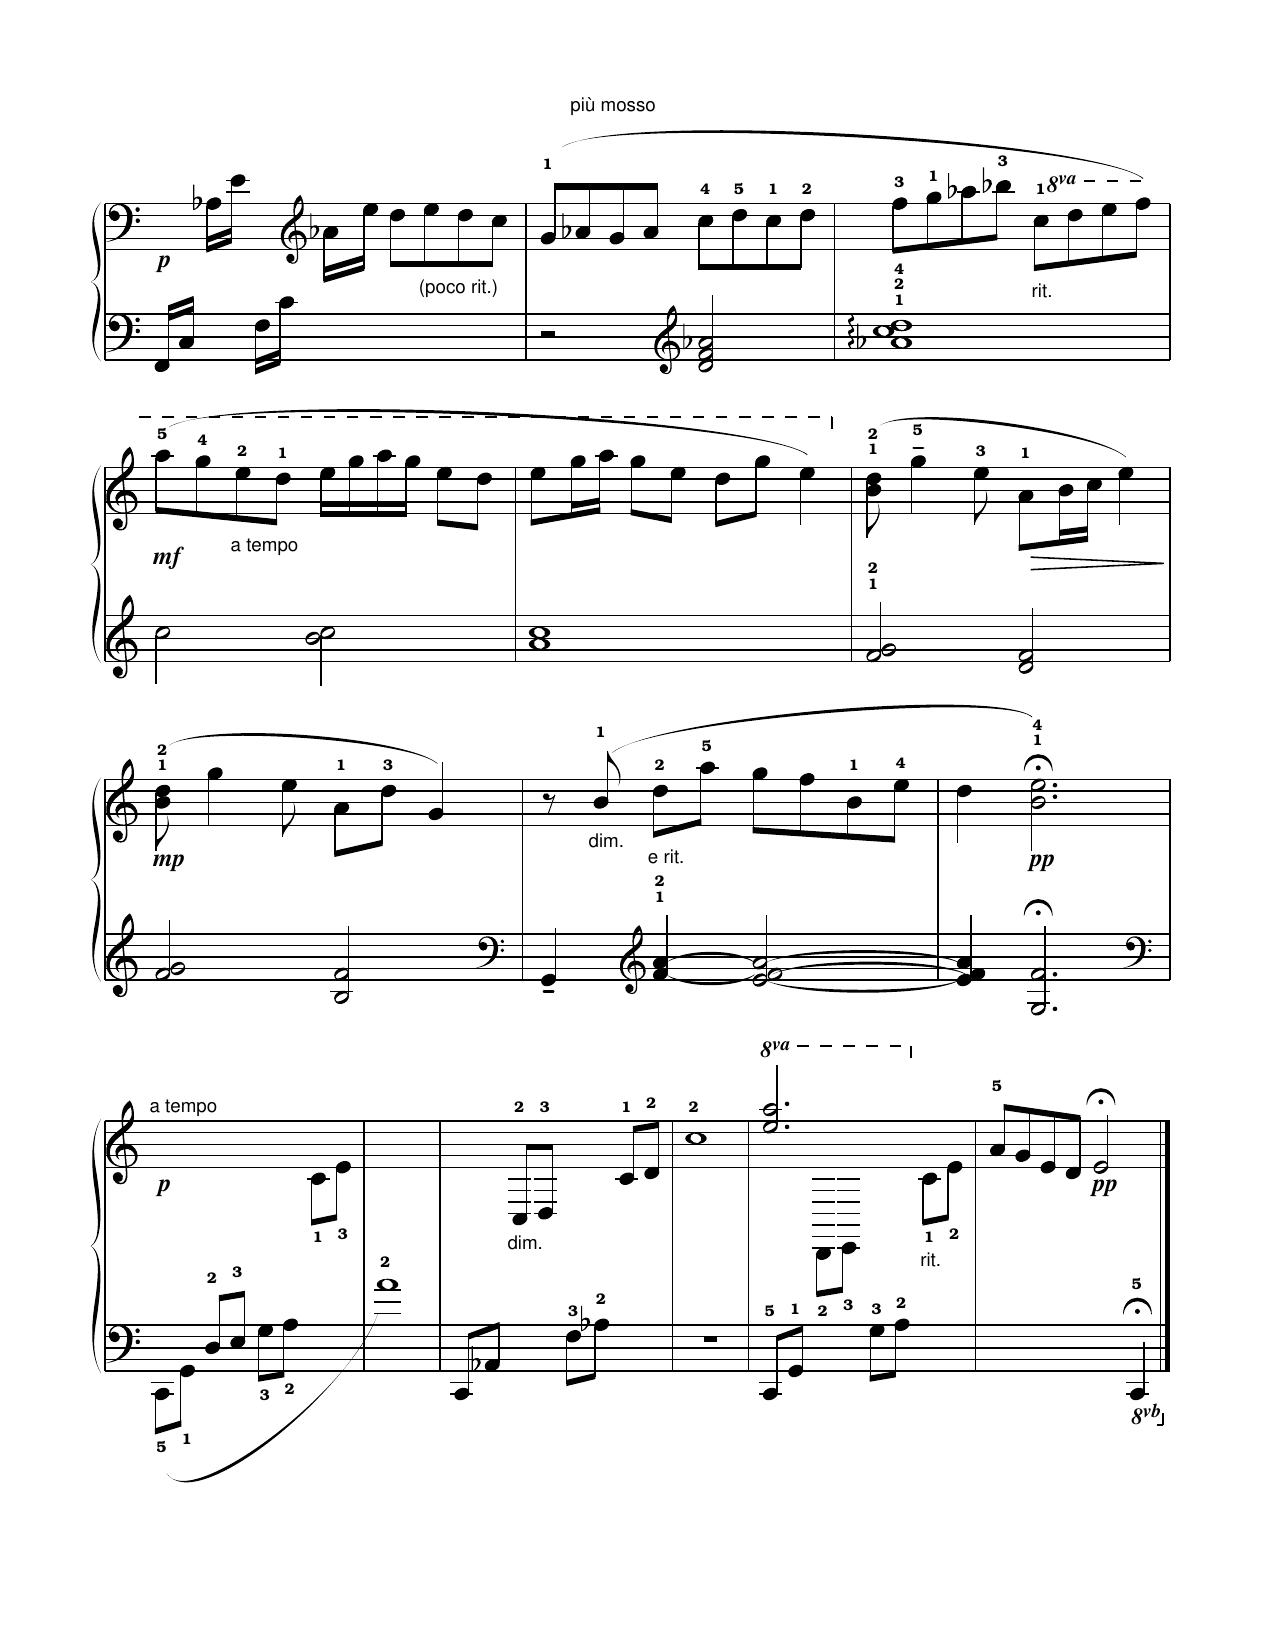 più mosso
1 4 5 1 2 3 1 3 1 8va
p
(poco rit.)
4
2
1
rit.
5 4 2 1 2
1 5 3 1
mf
a tempo
2
1
2
1 1 3 1 2 5 1 4 4
1
mp
dim.
e rit.
pp
2
1
8va
a tempo
2 3 1 2 2 5
p
pp
1 3
dim.
1 2
rit.
2 3 2
3 2 5 1 2 3 3 2 5
3 2
5 1
8vb